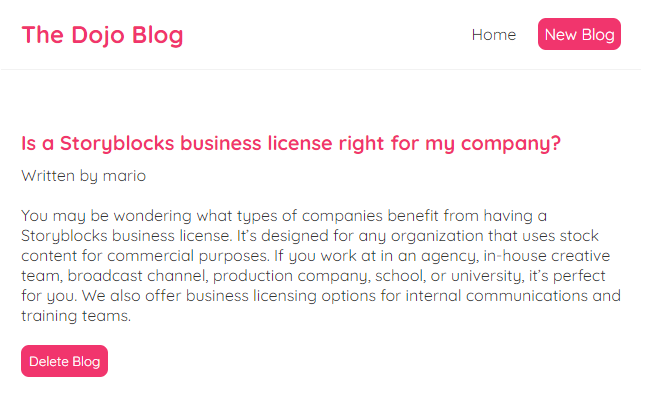 The Dojo Blog
Home
New Blog
Is a Storyblocks business license right for my company?
Written by mario
You may be wondering what types of companies benefit from having a
Storyblocks business license. It’s designed for any organization that uses stock
content for commercial purposes. If you work at in an agency, in-house creative
team, broadcast channel, production company, school, or university, it’s perfect
for you. We also offer business licensing options for internal communications and
training teams.
Delete Blog